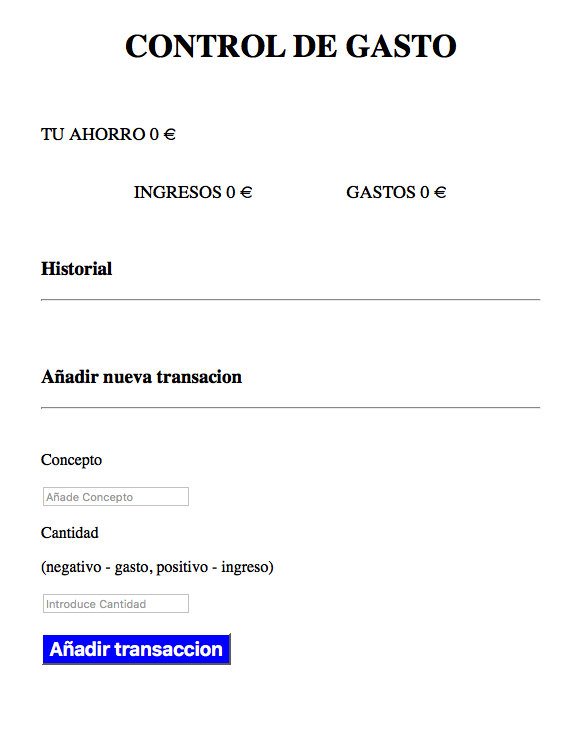 CONTROL DE GASTO
TU AHORRO 0 €
INGRESOS 0 € GASTOS 0 €
Historial
Añadir nueva transacion
Concepto
Añade Concepto
Cantidad
(negativo - gasto, positivo - ingreso)
Introduce Cantidad
Añadir transaccion